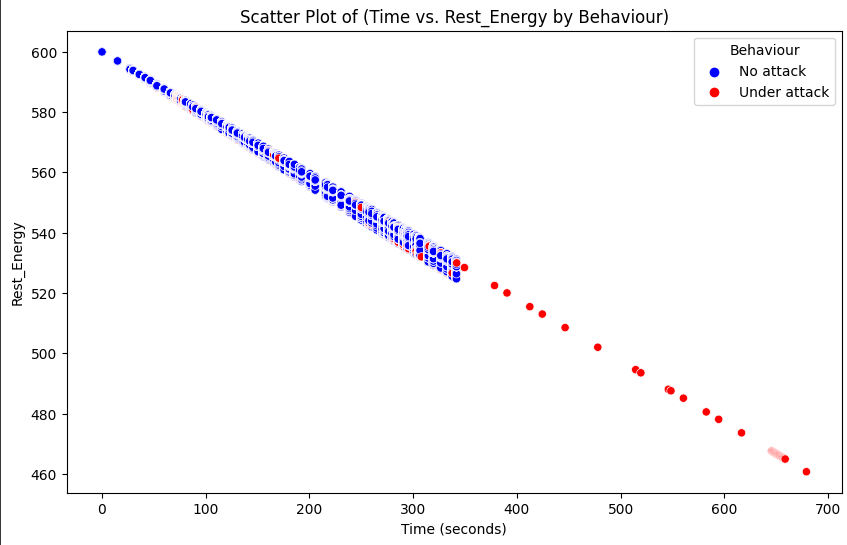 Scatter Plot of (Time vs. Rest_Energy by Behaviour)
Behaviour
No attack
Under attack
Rest_Energy
600
580
560
540
520
500
480
460
0 100 200 300 400 500 600 700
Time (seconds)